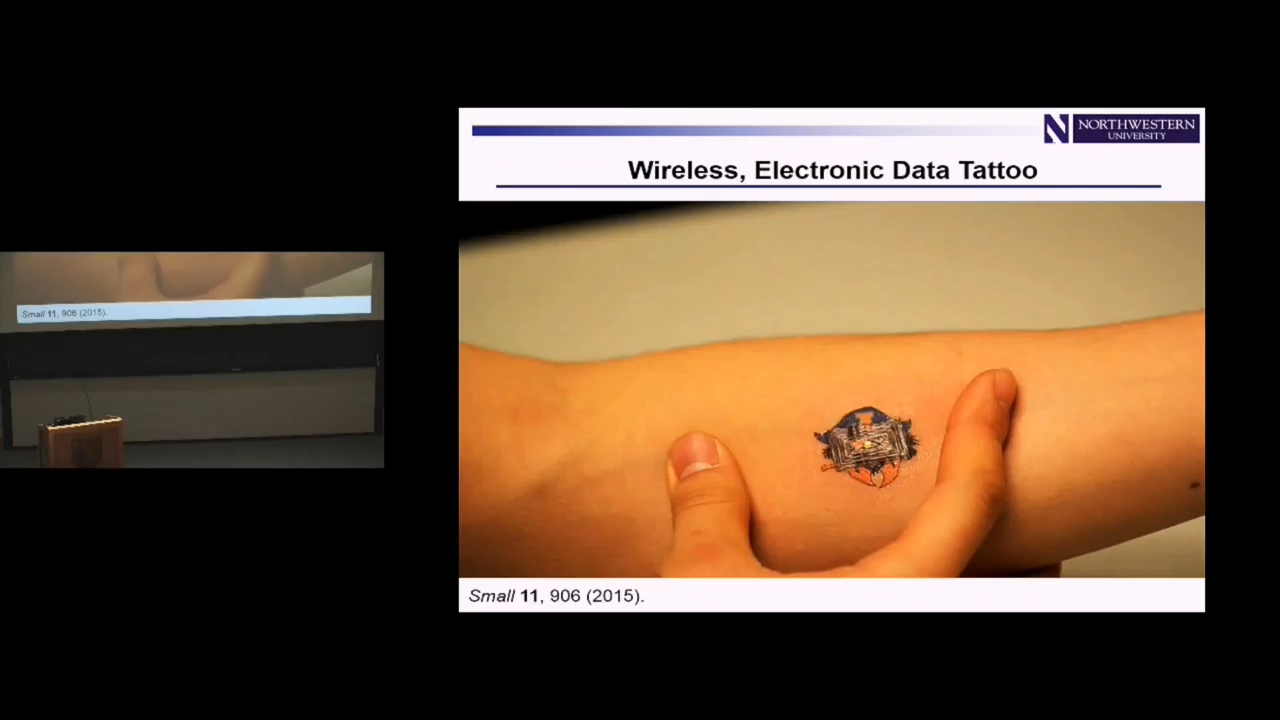 N NORTHWESTERN
UNIVERSITY
Wireless, Electronic Data Tattoo
Small 11, 906 (2015).
Small 11, 906 (2015).